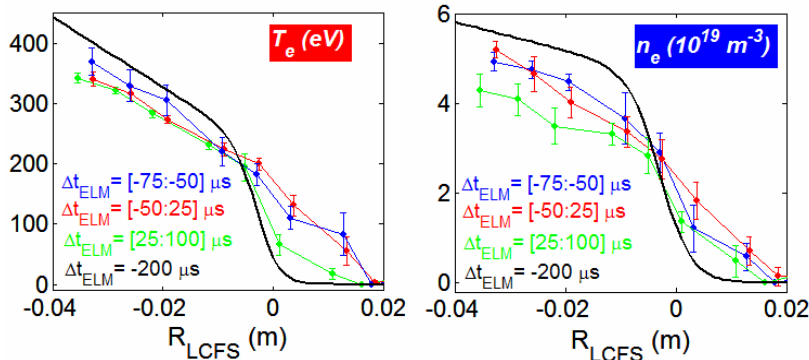 T_e (eV)
400
300
200
100
0
Δt_ELM= [-75:-50] μs
Δt_ELM= [-50:25] μs
Δt_ELM= [25:100] μs
Δt_ELM= -200 μs
-0.04 -0.02 0 0.02
R_LCFS (m)
n_e (10^19 m^-3)
6
4
2
0
Δt_ELM= [-75:-50] μs
Δt_ELM= [-50:25] μs
Δt_ELM= [25:100] μs
Δt_ELM= -200 μs
-0.04 -0.02 0 0.02
R_LCFS (m)